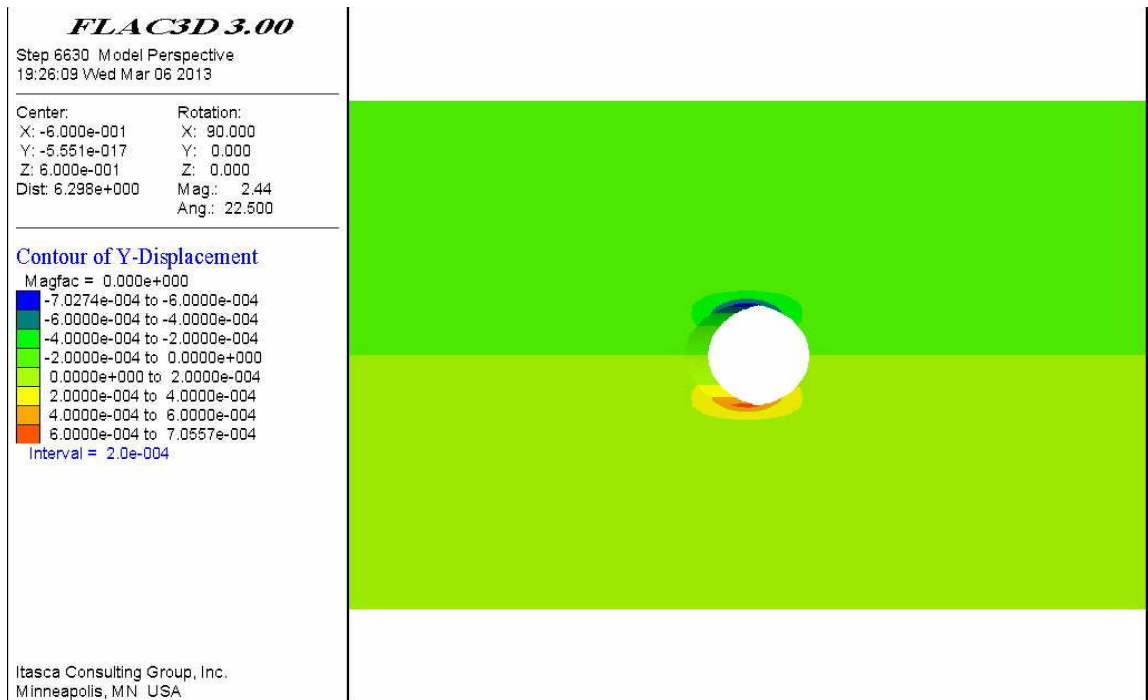 FLAC3D 3.00
Step 6630 Model Perspective
19:26:09 Wed Mar 06 2013
Center: Rotation:
X: -6.000e-001 X: 90.000
Y: -5.551e-017 Y: 0.000
Z: 6.000e-001 Z: 0.000
Dist: 6.298e+000 Mag.: 2.44
Ang.: 22.500
Contour of Y-Displacement
Magfac = 0.000e+000
-7.0274e-004 to -6.0000e-004
-6.0000e-004 to -4.0000e-004
-4.0000e-004 to -2.0000e-004
-2.0000e-004 to 0.0000e+000
0.0000e+000 to 2.0000e-004
2.0000e-004 to 4.0000e-004
4.0000e-004 to 6.0000e-004
6.0000e-004 to 7.0557e-004
Interval = 2.0e-004
Itasca Consulting Group, Inc.
Minneapolis, MN USA